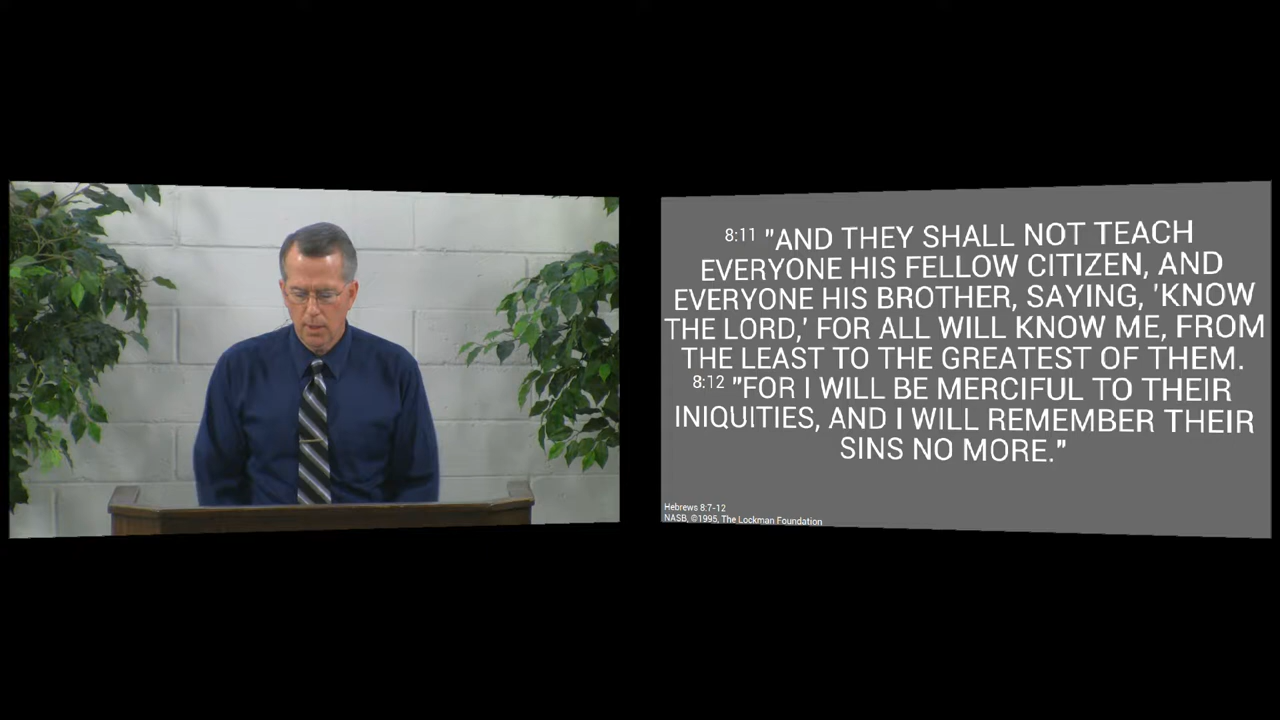 8:11 "AND THEY SHALL NOT TEACH
EVERYONE HIS FELLOW CITIZEN, AND
EVERYONE HIS BROTHER, SAYING, 'KNOW
THE LORD,' FOR ALL WILL KNOW ME, FROM
THE LEAST TO THE GREATEST OF THEM.
8:12 "FOR I WILL BE MERCIFUL TO THEIR
INIQUITIES, AND I WILL REMEMBER THEIR
SINS NO MORE."
Hebrews 8:7-12
NASB, ©1995, The Lockman Foundation